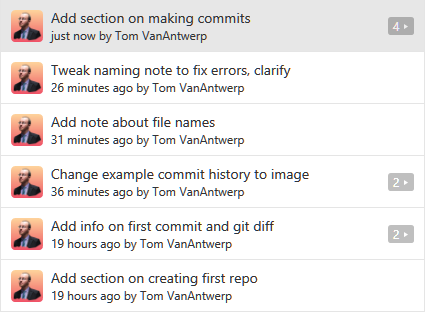 Add section on making commits
just now by Tom VanAntwerp
4
Tweak naming note to fix errors, clarify
26 minutes ago by Tom VanAntwerp
Add note about file names
31 minutes ago by Tom VanAntwerp
Change example commit history to image
36 minutes ago by Tom VanAntwerp
2
Add info on first commit and git diff
19 hours ago by Tom VanAntwerp
2
Add section on creating first repo
19 hours ago by Tom VanAntwerp